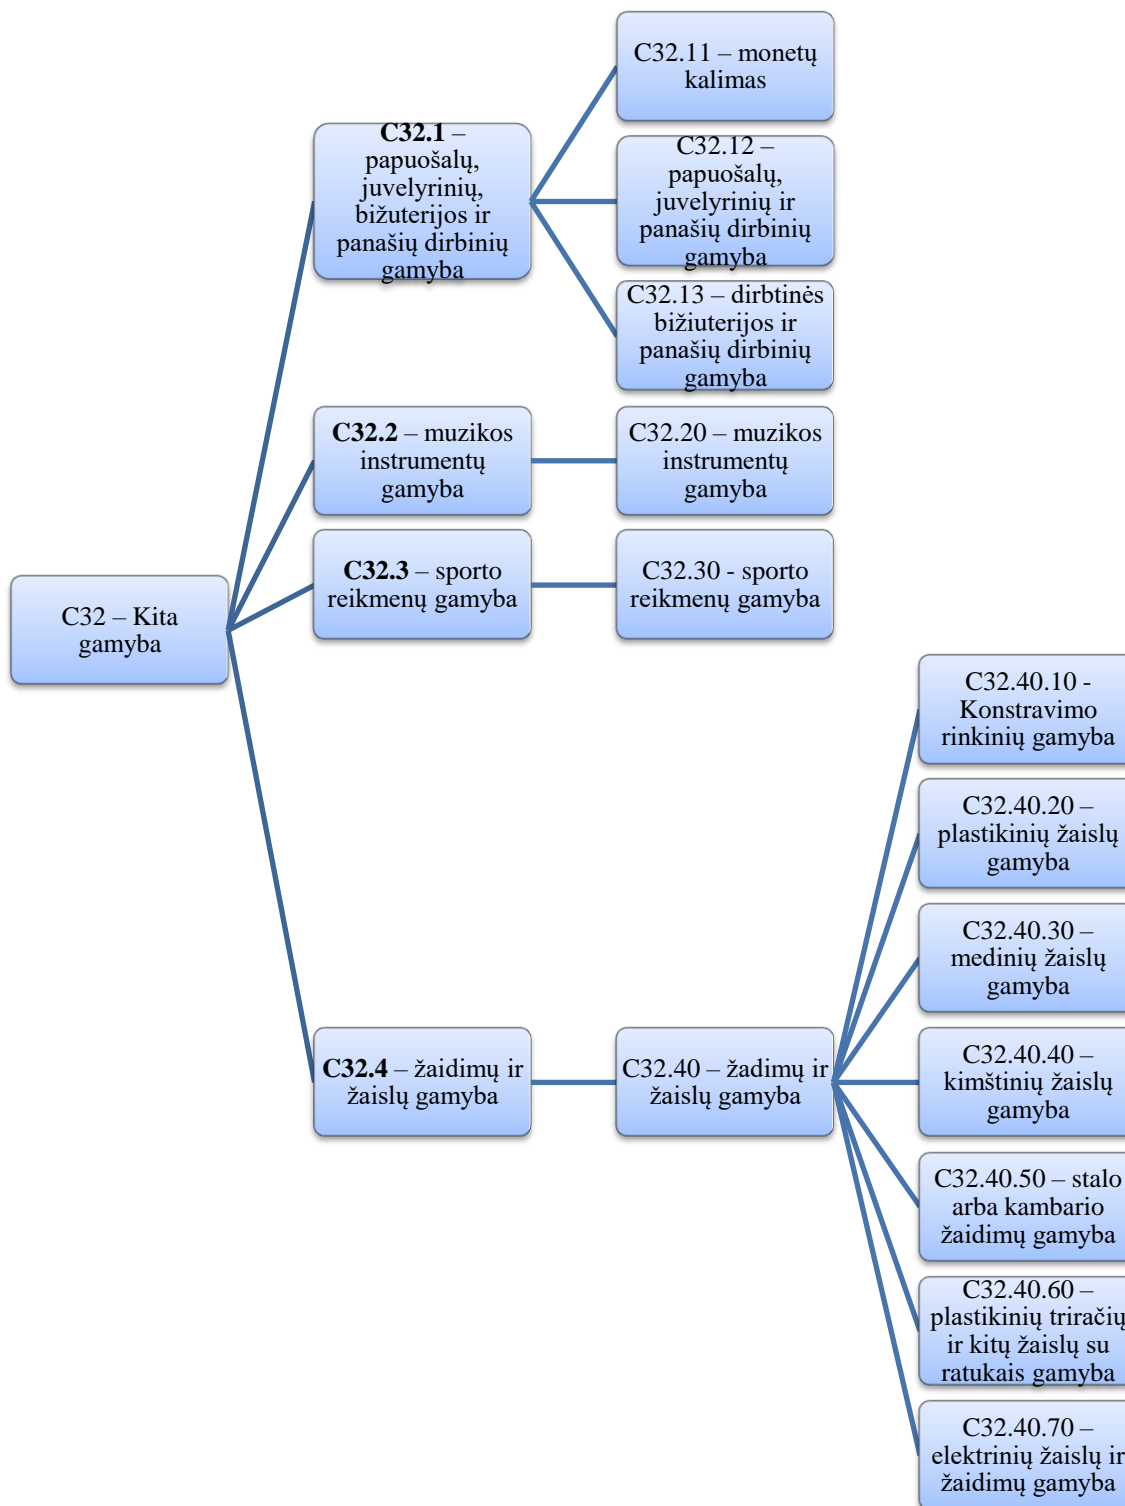 C32 – Kita
gamyba
C32.1 –
papuošalų,
juvelyrinių,
bižuterijos ir
panašių dirbinių
gamyba
C32.11 – monetų
kalimas
C32.12 –
papuošalų,
juvelyrinių ir
panašių dirbinių
gamyba
C32.13 – dirbtinės
bižiuterijos ir
panašių dirbinių
gamyba
C32.2 – muzikos
instrumentų
gamyba
C32.20 – muzikos
instrumentų
gamyba
C32.3 – sporto
reikmenų gamyba
C32.30 - sporto
reikmenų gamyba
C32.4 – žaidimų ir
žaislų gamyba
C32.40 – žadimų ir
žaislų gamyba
C32.40.10 -
Konstravimo
rinkinių gamyba
C32.40.20 –
plastikinių žaislų
gamyba
C32.40.30 –
medinių žaislų
gamyba
C32.40.40 –
kimštinių žaislų
gamyba
C32.40.50 – stalo
arba kambario
žaidimų gamyba
C32.40.60 –
plastikinių triračių
ir kitų žaislų su
ratukais gamyba
C32.40.70 –
elektrinių žaislų ir
žaidimų gamyba